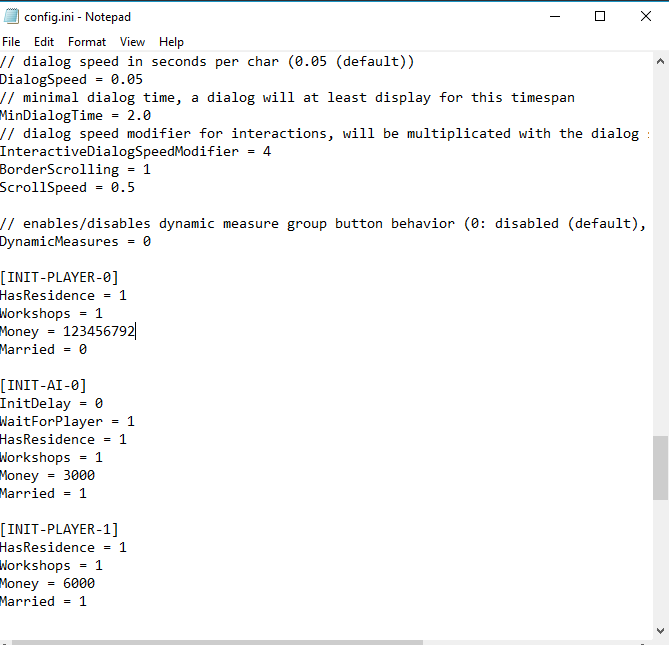 config.ini - Notepad
File Edit Format View Help
// dialog speed in seconds per char (0.05 (default))
DialogSpeed = 0.05
// minimal dialog time, a dialog will at least display for this timespan
MinDialogTime = 2.0
// dialog speed modifier for interactions, will be multiplicated with the dialog
InteractiveDialogSpeedModifier = 4
BorderScrolling = 1
ScrollSpeed = 0.5
// enables/disables dynamic measure group button behavior (0: disabled (default),
DynamicMeasures = 0
[INIT-PLAYER-0]
HasResidence = 1
Workshops = 1
Money = 123456792
Married = 0
[INIT-AI-0]
InitDelay = 0
WaitForPlayer = 1
HasResidence = 1
Workshops = 1
Money = 3000
Married = 1
[INIT-PLAYER-1]
HasResidence = 1
Workshops = 1
Money = 6000
Married = 1